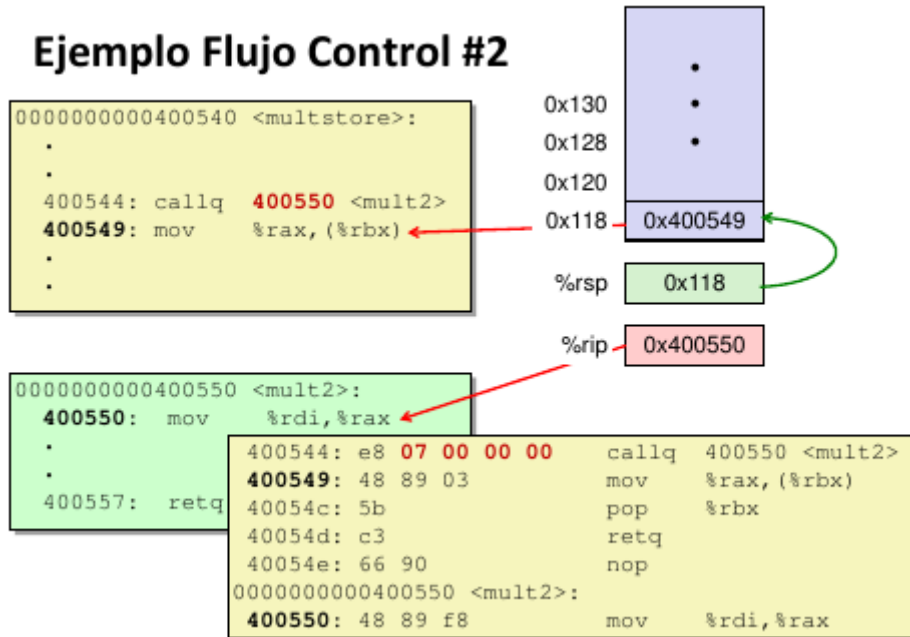 Ejemplo Flujo Control #2
0000000000400540 <multstore>:
.
.
400544: callq 400550 <mult2>
400549: mov %rax,(%rbx)
.
.
0x130
0x128
0x120
0x118 0x400549
%rsp 0x118
%rip 0x400550
0000000000400550 <mult2>:
400550: mov %rdi,%rax
.
.
400557: retq
400544: e8 07 00 00 00 callq 400550 <mult2>
400549: 48 89 03 mov %rax,(%rbx)
40054c: 5b pop %rbx
40054d: c3 retq
40054e: 66 90 nop
0000000000400550 <mult2>:
400550: 48 89 f8 mov %rdi,%rax